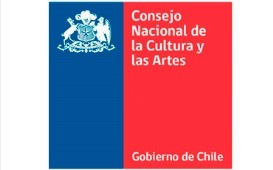 Consejo
Nacional de
la Cultura y
las Artes
Gobierno de Chile